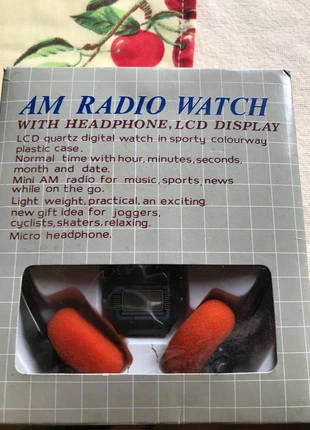 AM RADIO WATCH
WITH HEADPHONE, LCD DISPLAY
LCD quartz digital watch in sporty colourway
plastic case.
Normal time with hour, minutes, seconds,
month and date.
Mini AM radio for music, sports, news
while on the go.
Light weight, practical, an exciting
new gift idea for joggers,
cyclists, skaters, relaxing.
Micro headphone.